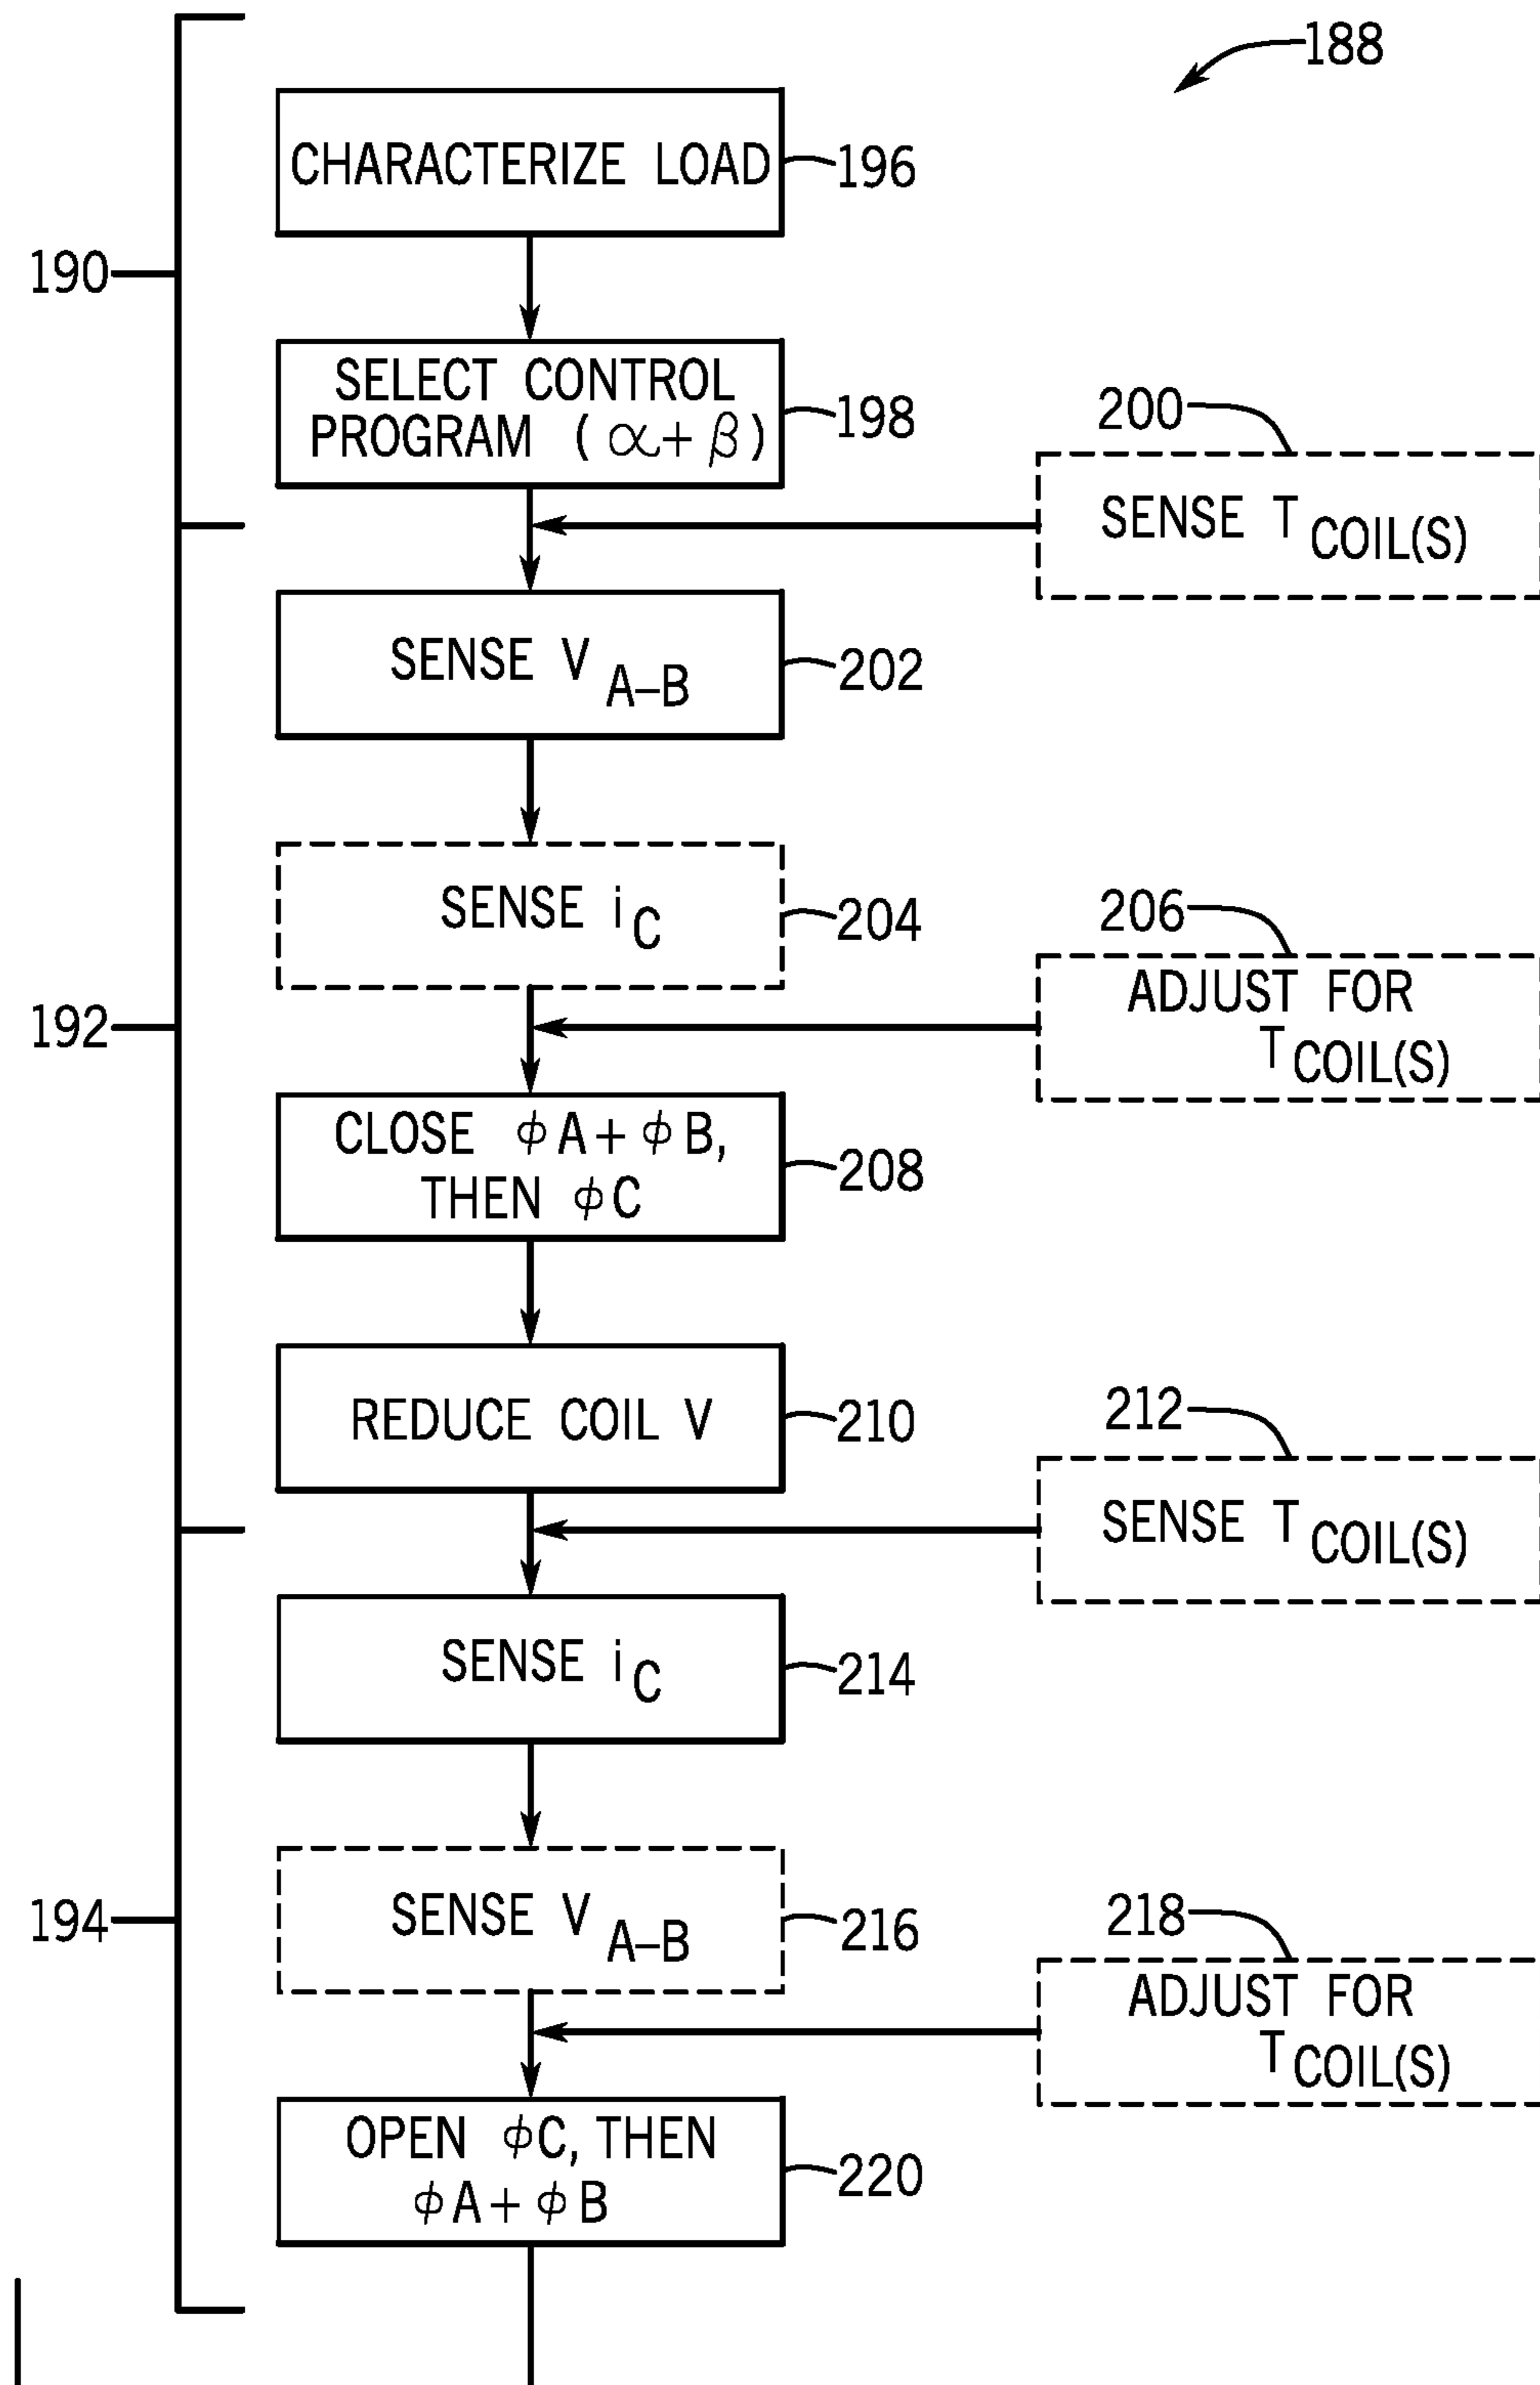 188
CHARACTERIZE LOAD
196
190
SELECT CONTROL
PROGRAM (α+β)
198
200
SENSE T COIL(S)
SENSE V A–B
202
SENSE iC
204
206
ADJUST FOR
T COIL(S)
192
CLOSE ϕA+ϕB,
THEN ϕC
208
REDUCE COIL V
210
212
SENSE T COIL(S)
SENSE iC
214
SENSE V A–B
216
194
218
ADJUST FOR
T COIL(S)
OPEN ϕC, THEN
ϕA+ϕB
220